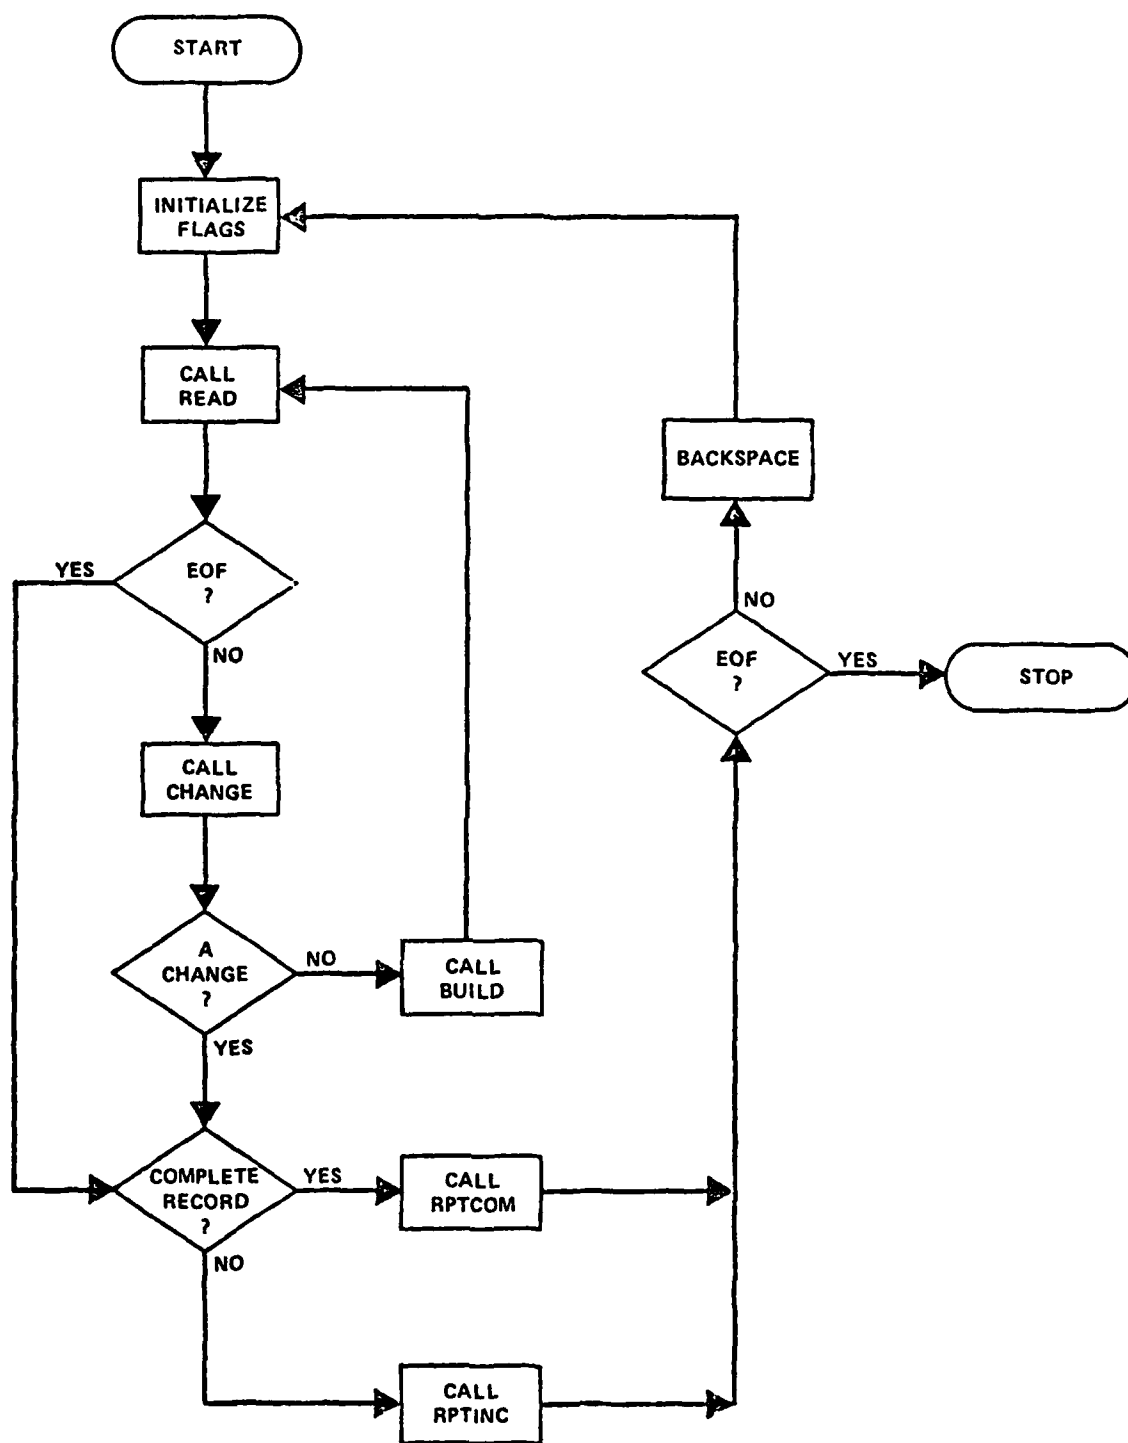 START
INITIALIZE
FLAGS
CALL
READ
BACKSPACE
YES
EOF
?
NO
NO
EOF
?
YES
STOP
CALL
CHANGE
A
CHANGE
?
NO
CALL
BUILD
YES
COMPLETE
RECORD
?
YES
CALL
RPTCOM
NO
CALL
RPTINC